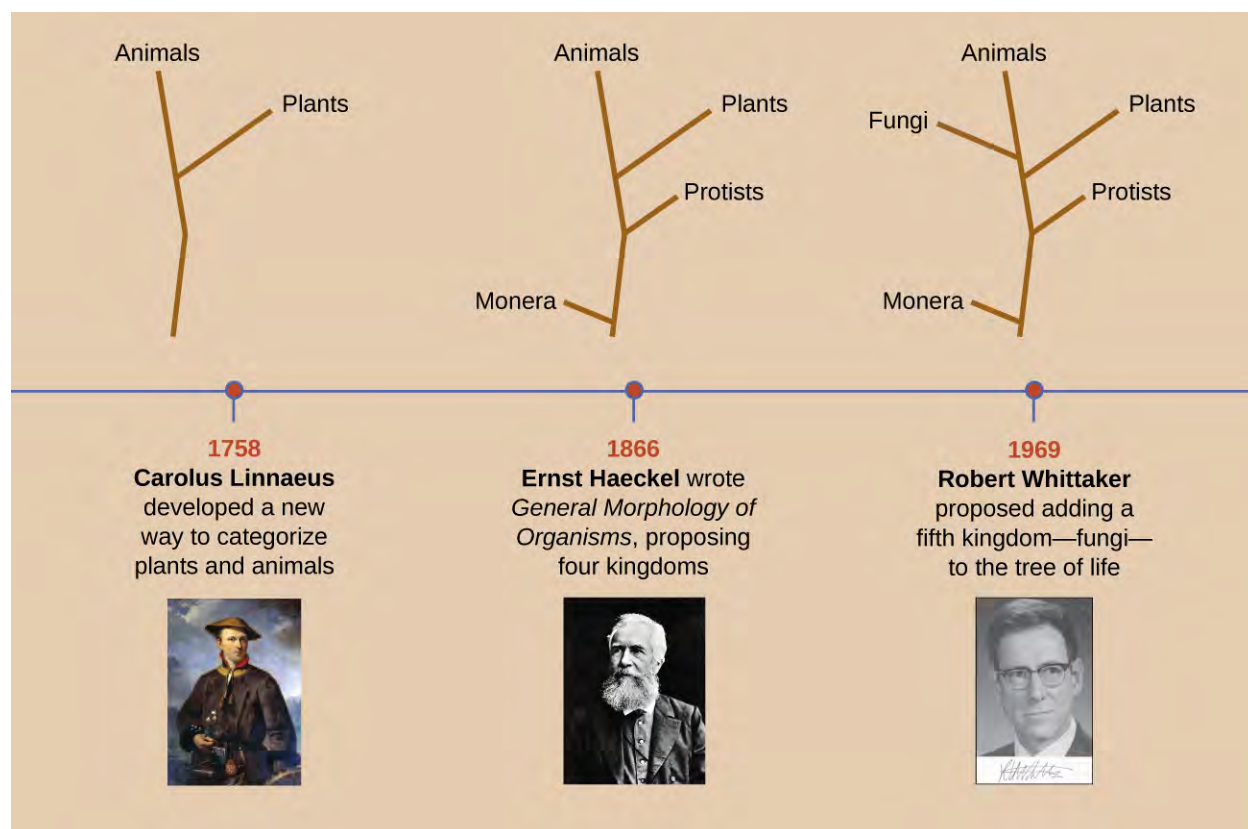 Animals
Plants
Animals
Plants
Protists
Monera
Animals
Fungi
Plants
Protists
Monera
1758
Carolus Linnaeus
developed a new
way to categorize
plants and animals
1866
Ernst Haeckel wrote
General Morphology of
Organisms, proposing
four kingdoms
1969
Robert Whittaker
proposed adding a
fifth kingdom—fungi—
to the tree of life